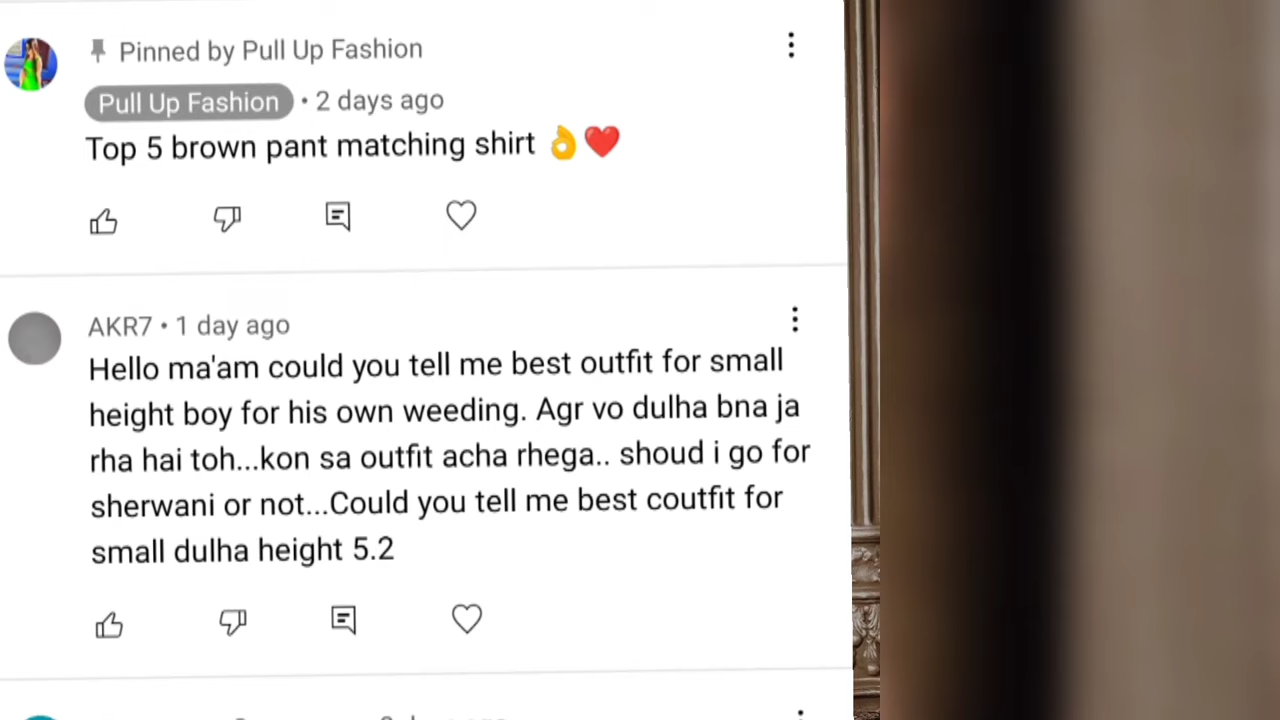 Pinned by Pull Up Fashion
Pull Up Fashion • 2 days ago
Top 5 brown pant matching shirt 👌❤️
AKR7 • 1 day ago
Hello ma'am could you tell me best outfit for small
height boy for his own weeding. Agr vo dulha bna ja
rha hai toh...kon sa outfit acha rhega.. shoud i go for
sherwani or not...Could you tell me best coutfit for
small dulha height 5.2